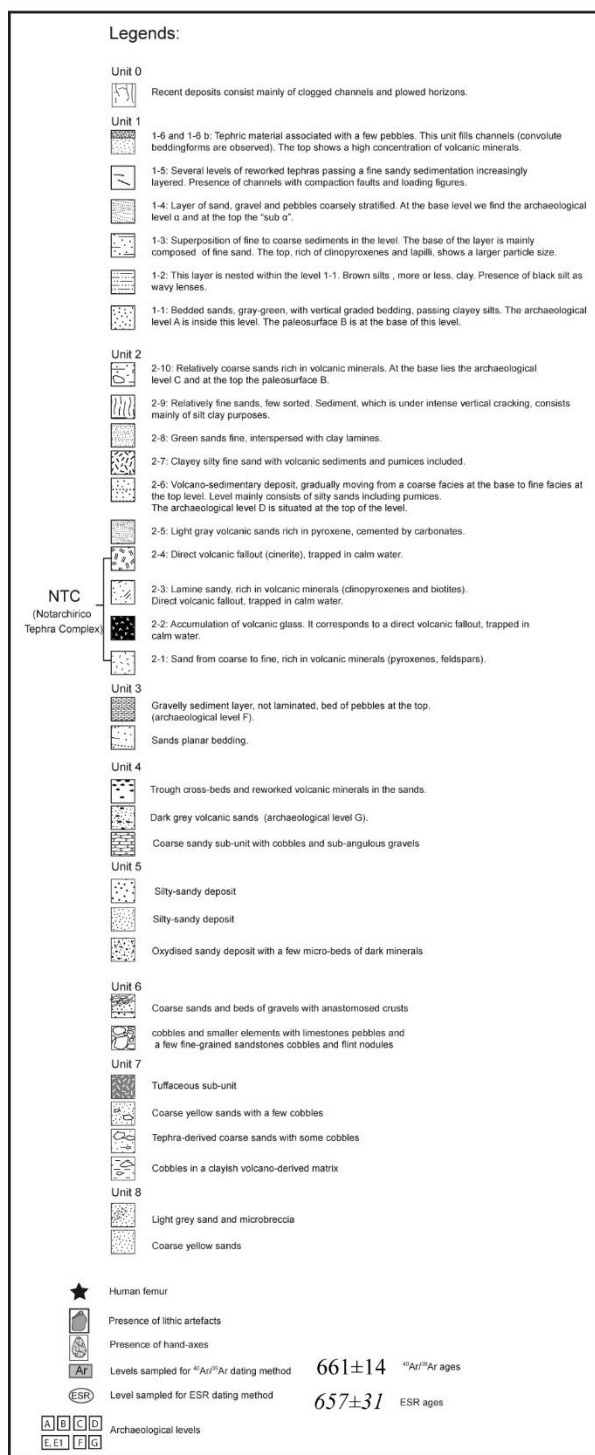 Legends:
Unit 0
Recent deposits consist mainly of clogged channels and plowed horizons.
Unit 1
1-6 and 1-6 b: Tephric material associated with a few pebbles. This unit fills channels (convolute
beddingforms are observed). The top shows a high concentration of volcanic minerals.
1-5: Several levels of reworked tephras passing a fine sandy sedimentation increasingly
layered. Presence of channels with compaction faults and loading figures.
1-4: Layer of sand, gravel and pebbles coarsely stratified. At the base level we find the archaeological
level α and at the top the “sub α”.
1-3: Superposition of fine to coarse sediments in the level. The base of the layer is mainly
composed of fine sand. The top, rich of clinopyroxenes and lapilli, shows a larger particle size.
1-2: This layer is nested within the level 1-1. Brown silts , more or less, clay. Presence of black silt as
wavy lenses.
1-1: Bedded sands, gray-green, with vertical graded bedding, passing clayey silts. The archaeological
level A is inside this level. The paleosurface B is at the base of this level.
Unit 2
2-10: Relatively coarse sands rich in volcanic minerals. At the base lies the archaeological
level C and at the top the paleosurface B.
2-9: Relatively fine sands, few sorted. Sediment, which is under intense vertical cracking, consists
mainly of silt clay purposes.
2-8: Green sands fine, interspersed with clay lamines.
2-7: Clayey silty fine sand with volcanic sediments and pumices included.
2-6: Volcano-sedimentary deposit, gradually moving from a coarse facies at the base to fine facies at
the top level. Level mainly consists of silty sands including pumices.
The archaeological level D is situated at the top of the level.
2-5: Light gray volcanic sands rich in pyroxene, cemented by carbonates.
2-4: Direct volcanic fallout (cinerite), trapped in calm water.
NTC
(Notarchirico
Tephra Complex)
2-3: Lamine sandy, rich in volcanic minerals (clinopyroxenes and biotites).
Direct volcanic fallout, trapped in calm water.
2-2: Accumulation of volcanic glass. It corresponds to a direct volcanic fallout, trapped in
calm water.
2-1: Sand from coarse to fine, rich in volcanic minerals (pyroxenes, feldspars).
Unit 3
Gravelly sediment layer, not laminated, bed of pebbles at the top.
(archaeological level F).
Sands planar bedding.
Unit 4
Trough cross-beds and reworked volcanic minerals in the sands.
Dark grey volcanic sands (archaeological level G).
Coarse sandy sub-unit with cobbles and sub-angulous gravels
Unit 5
Silty-sandy deposit
Silty-sandy deposit
Oxydised sandy deposit with a few micro-beds of dark minerals
Unit 6
Coarse sands and beds of gravels with anastomosed crusts
cobbles and smaller elements with limestones pebbles and
a few fine-grained sandstones cobbles and flint nodules
Unit 7
Tuffaceous sub-unit
Coarse yellow sands with a few cobbles
Tephra-derived coarse sands with some cobbles
Cobbles in a clayish volcano-derived matrix
Unit 8
Light grey sand and microbreccia
Coarse yellow sands
Human femur
Presence of lithic artefacts
Presence of hand-axes
Ar Levels sampled for ⁴⁰Ar/³⁹Ar dating method 661±14 ⁴⁰Ar/³⁹Ar ages
ESR Level sampled for ESR dating method 657±31 ESR ages
A B C D
Archaeological levels
E, E1 F G